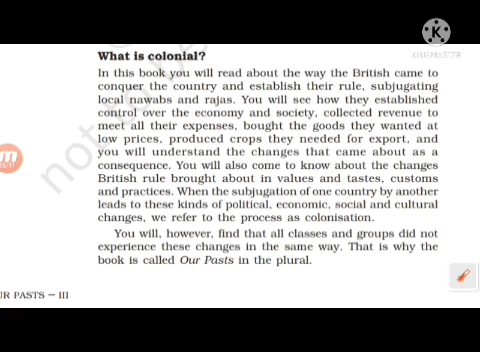 K
KINEMASTER
What is colonial?
In this book you will read about the way the British came to
conquer the country and establish their rule, subjugating
local nawabs and rajas. You will see how they established
control over the economy and society, collected revenue to
meet all their expenses, bought the goods they wanted at
low prices, produced crops they needed for export, and
you will understand the changes that came about as a
consequence. You will also come to know about the changes
British rule brought about in values and tastes, customs
and practices. When the subjugation of one country by another
leads to these kinds of political, economic, social and cultural
changes, we refer to the process as colonisation.
You will, however, find that all classes and groups did not
experience these changes in the same way. That is why the
book is called Our Pasts in the plural.
UR PASTS – III
not to be